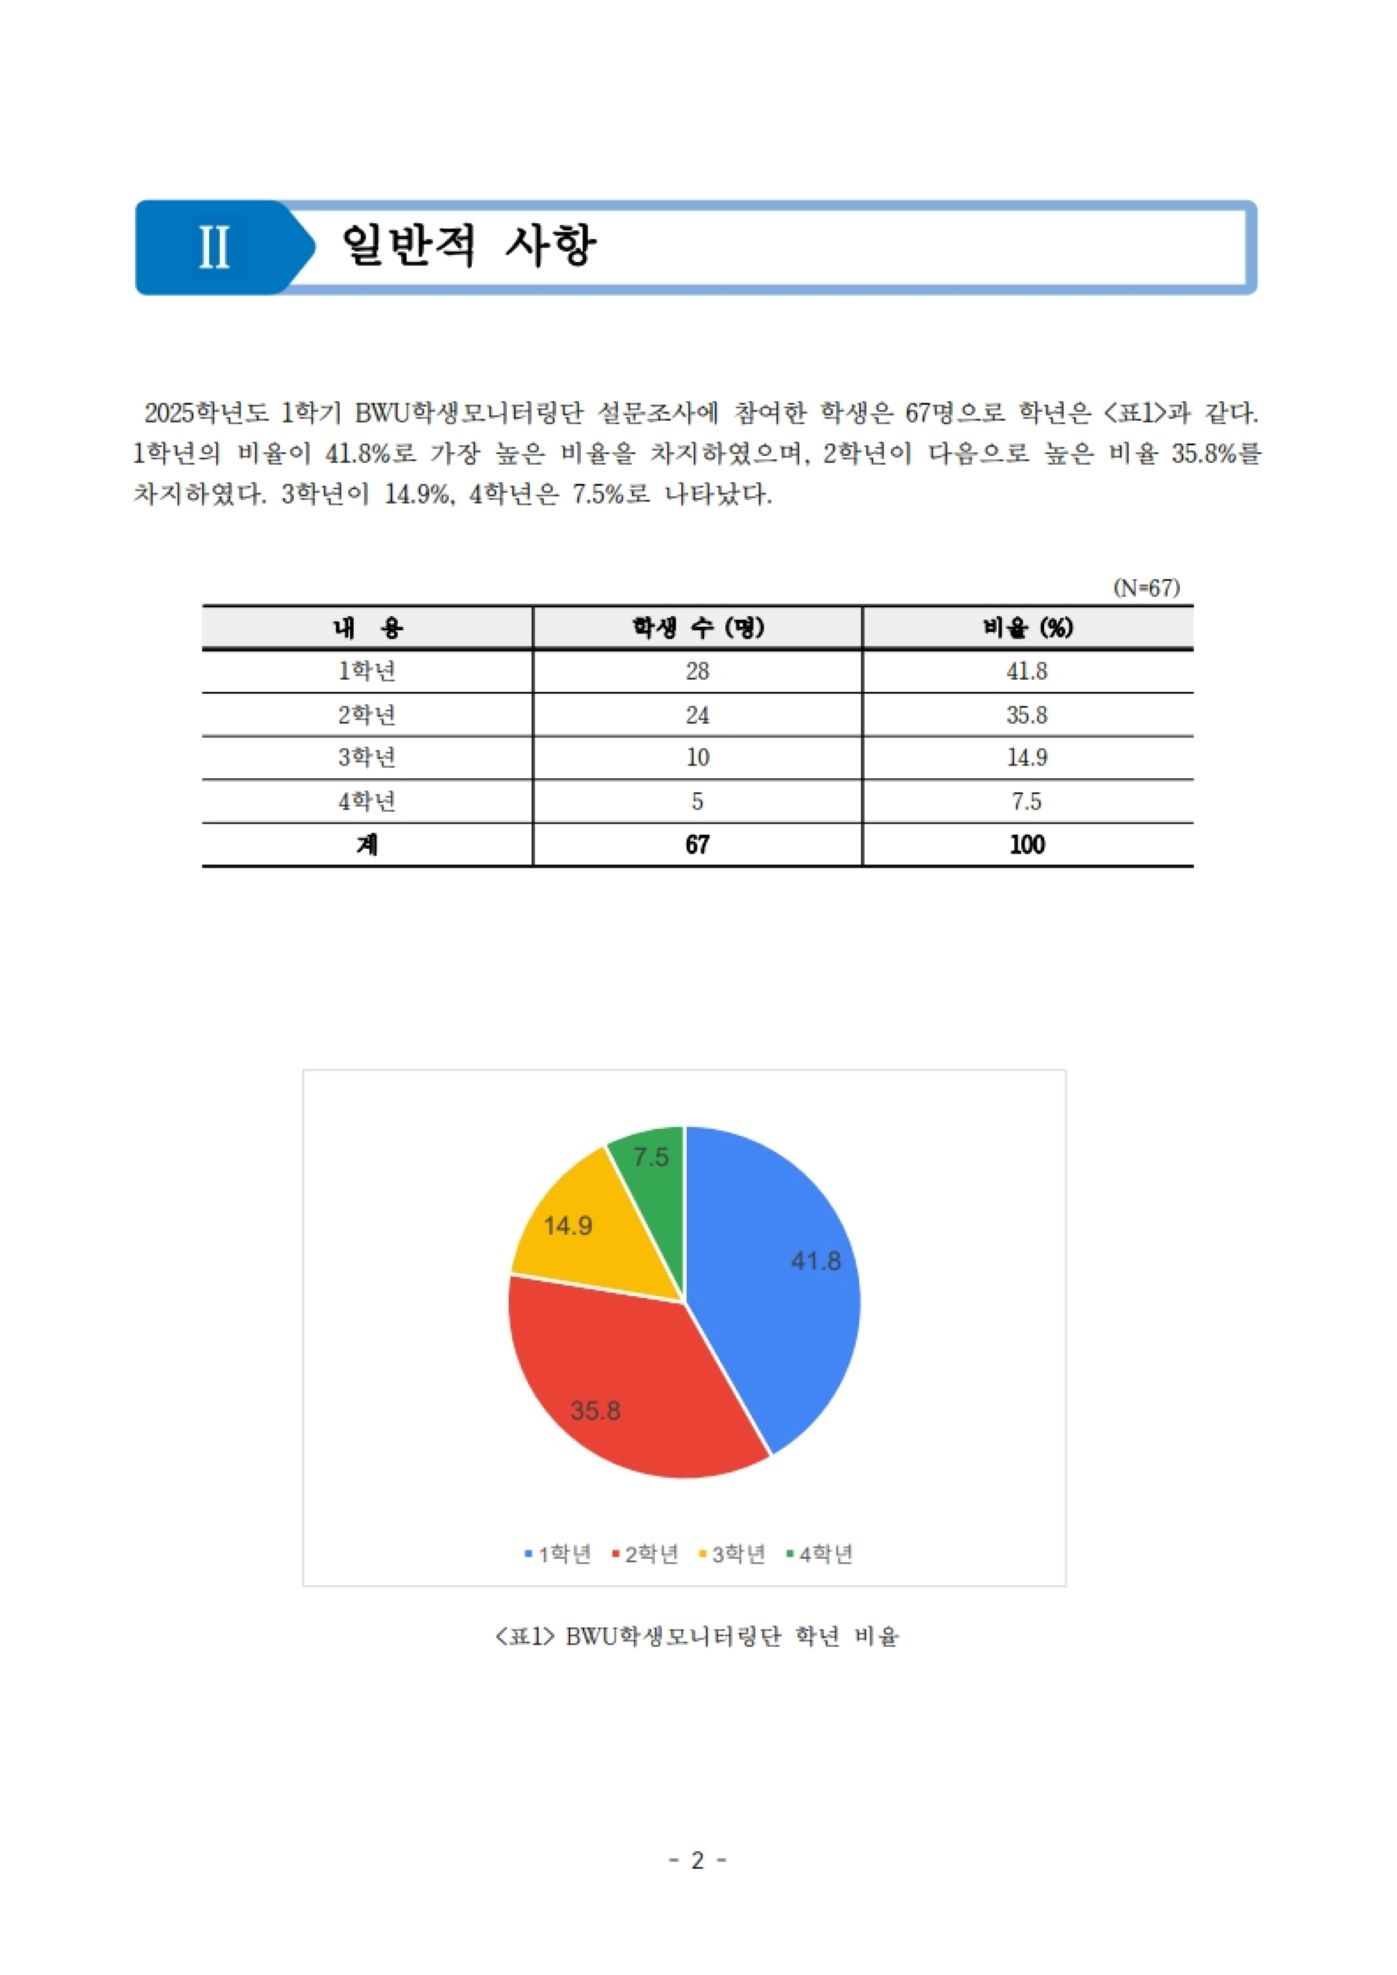 II 일반적 사항
2025학년도 1학기 BWU학생모니터링단 설문조사에 참여한 학생은 67명으로 학년은 <표1>과 같다.
1학년의 비율이 41.8%로 가장 높은 비율을 차지하였으며, 2학년이 다음으로 높은 비율 35.8%를
차지하였다. 3학년이 14.9%, 4학년은 7.5%로 나타났다.
(N=67)
내 용 학생 수 (명) 비율 (%)
1학년 28 41.8
2학년 24 35.8
3학년 10 14.9
4학년 5 7.5
계 67 100
7.5
14.9
41.8
35.8
1학년 2학년 3학년 4학년
<표1> BWU학생모니터링단 학년 비율
- 2 -